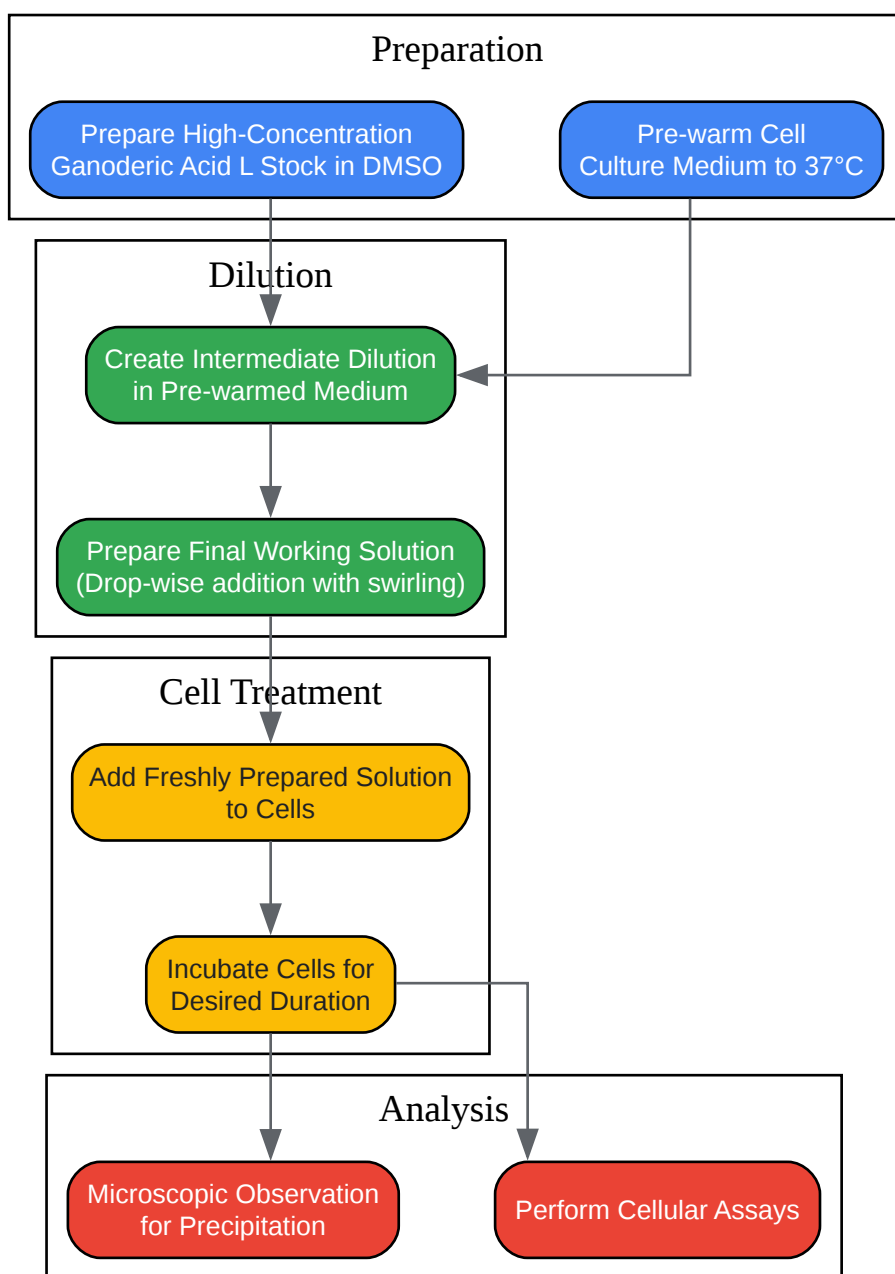 Preparation
Prepare High-Concentration
Ganoderic Acid L Stock in DMSO
Pre-warm Cell
Culture Medium to 37°C
Dilution
Create Intermediate Dilution
in Pre-warmed Medium
Prepare Final Working Solution
(Drop-wise addition with swirling)
Cell Treatment
Add Freshly Prepared Solution
to Cells
Incubate Cells for
Desired Duration
Analysis
Microscopic Observation
for Precipitation
Perform Cellular Assays